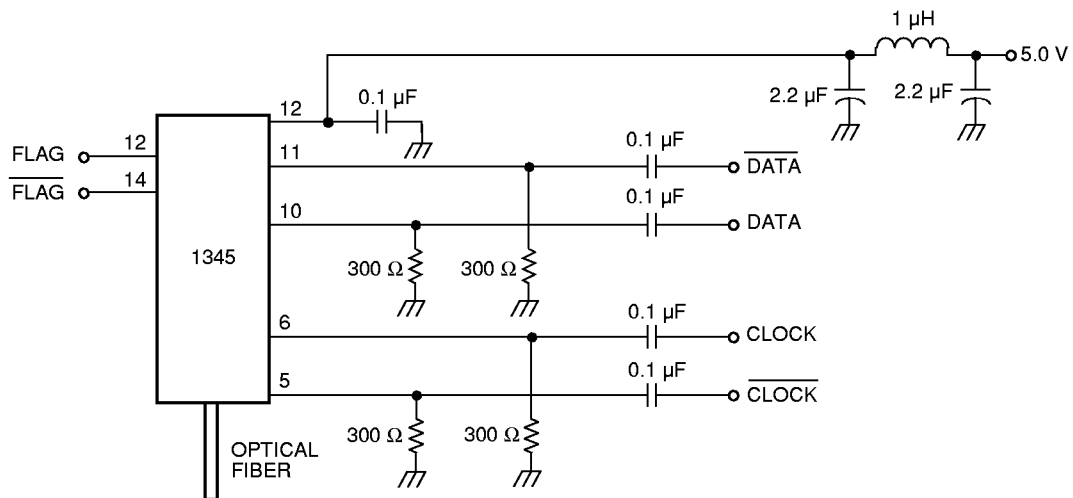 1 µH
5.0 V
2.2 µF
2.2 µF
12
0.1 µF
FLAG
12
11
0.1 µF
DATA
FLAG
14
10
0.1 µF
DATA
1345
300 Ω
300 Ω
6
0.1 µF
CLOCK
5
0.1 µF
CLOCK
300 Ω
300 Ω
OPTICAL
FIBER